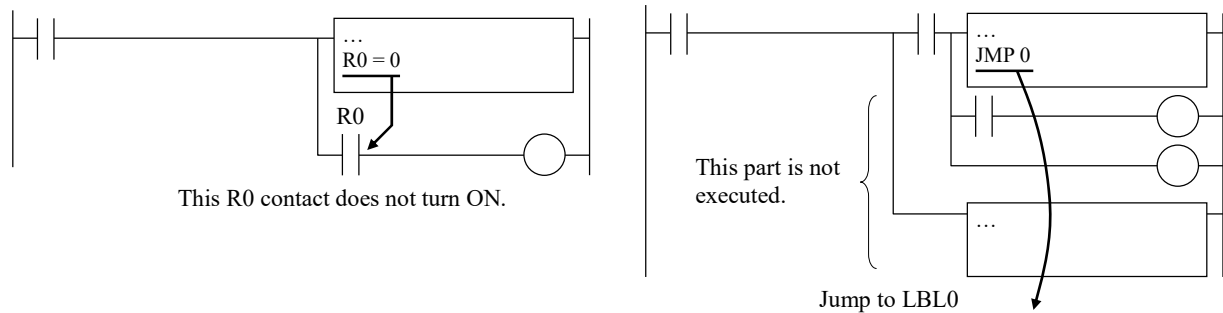 …
R0 = 0
R0
This R0 contact does not turn ON.
…
JMP 0
This part is not
executed.
…
Jump to LBL0